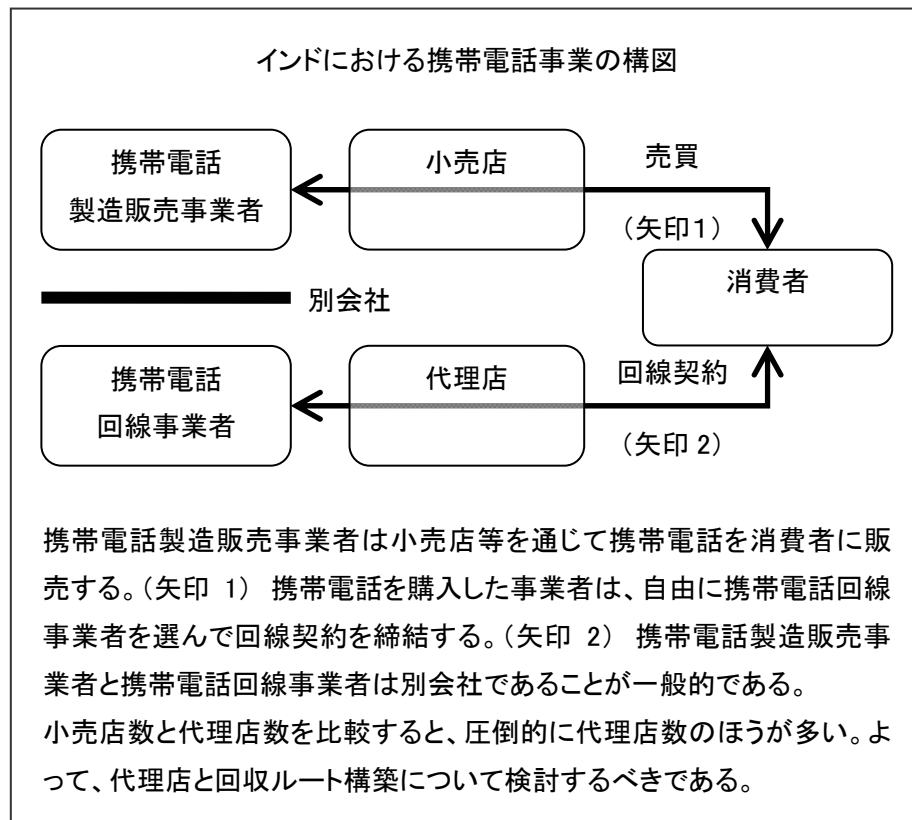 インドにおける携帯電話事業の構図
携帯電話
製造販売事業者
小売店
売買
(矢印1)
消費者
別会社
携帯電話
回線事業者
代理店
回線契約
(矢印 2)
携帯電話製造販売事業者は小売店等を通じて携帯電話を消費者に販
売する。(矢印 1) 携帯電話を購入した事業者は、自由に携帯電話回線
事業者を選んで回線契約を締結する。(矢印 2) 携帯電話製造販売事
業者と携帯電話回線事業者は別会社であることが一般的である。
小売店数と代理店数を比較すると、圧倒的に代理店数のほうが多い。よ
って、代理店と回収ルート構築について検討するべきである。